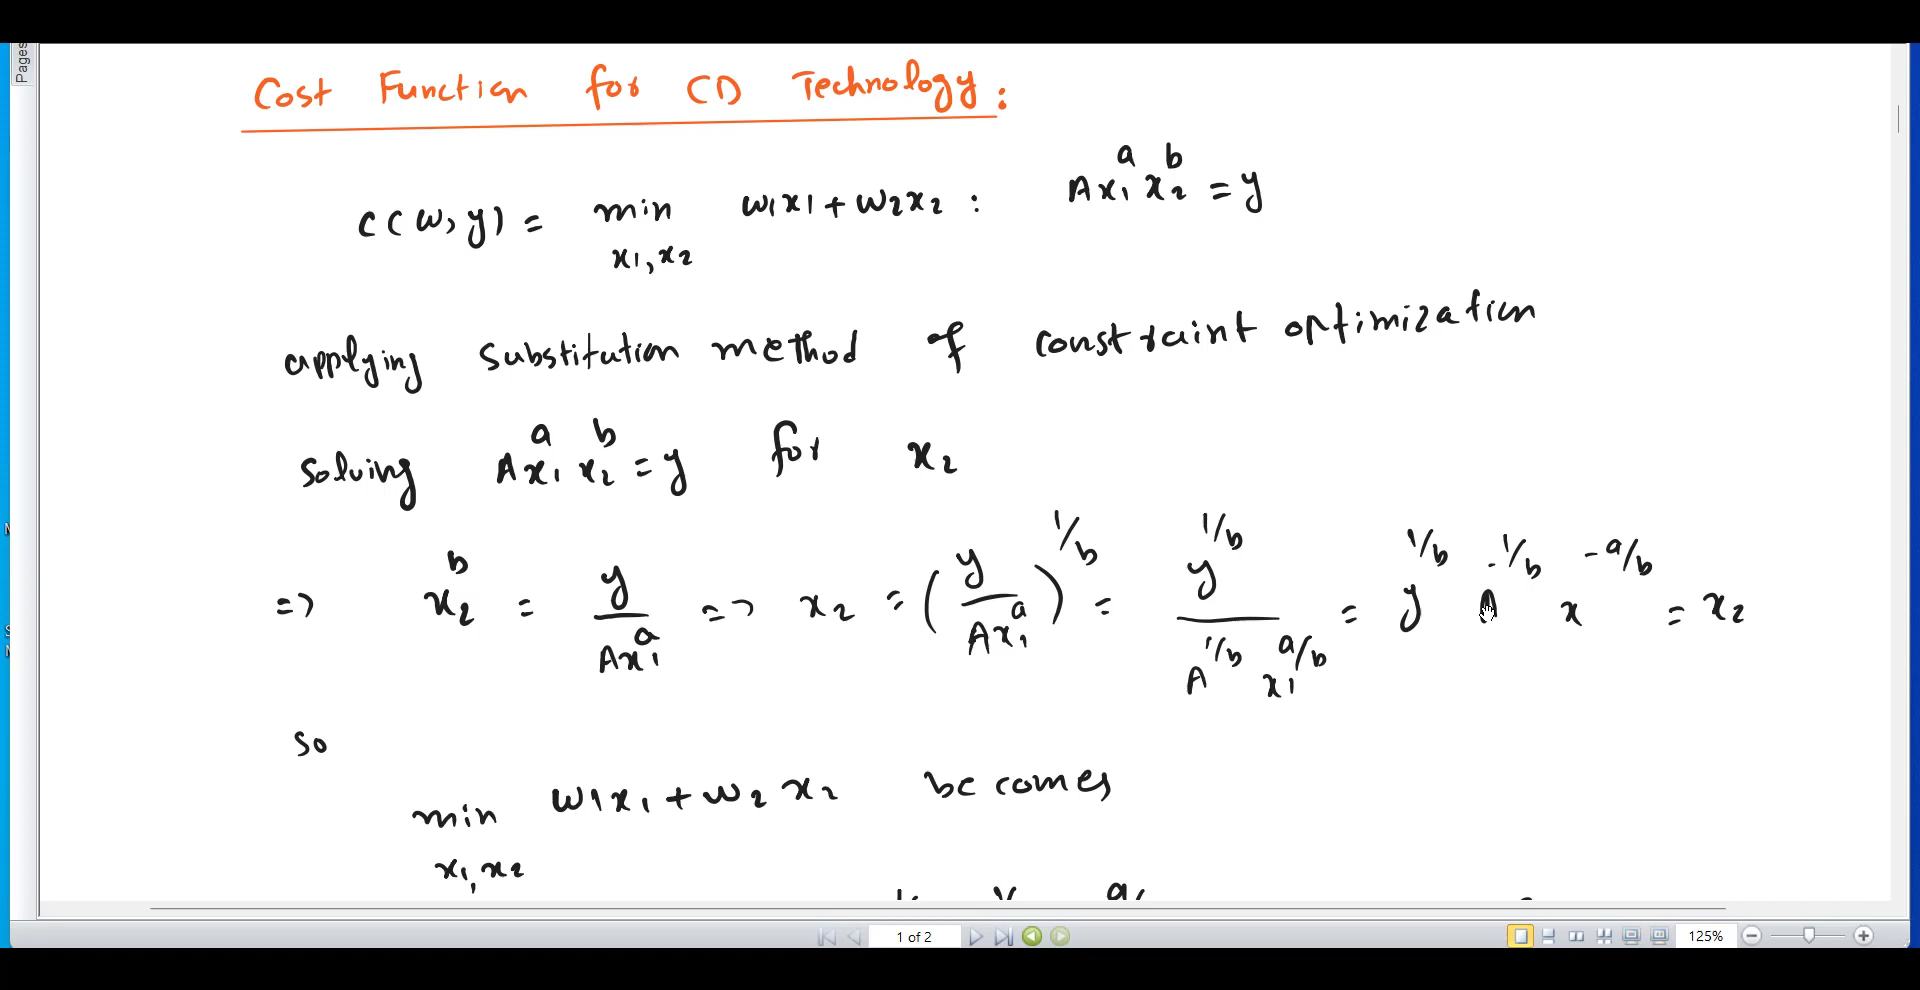 Pages
Cost Function for CD Technology:
c(w, y) = min w1x1 + w2x2 : Ax1^a x2^b = y
x1, x2
applying substitution method of constraint optimization
solving Ax1^a x2^b = y for x2
=> x2^b = y/(Ax1^a) => x2 = (y/(Ax1^a))^1/b = y^1/b / (A^1/b x1^a/b) = y^1/b A^-1/b x^-a/b = x2
so
min w1x1 + w2x2 becomes
x1, x2
1 of 2
125%